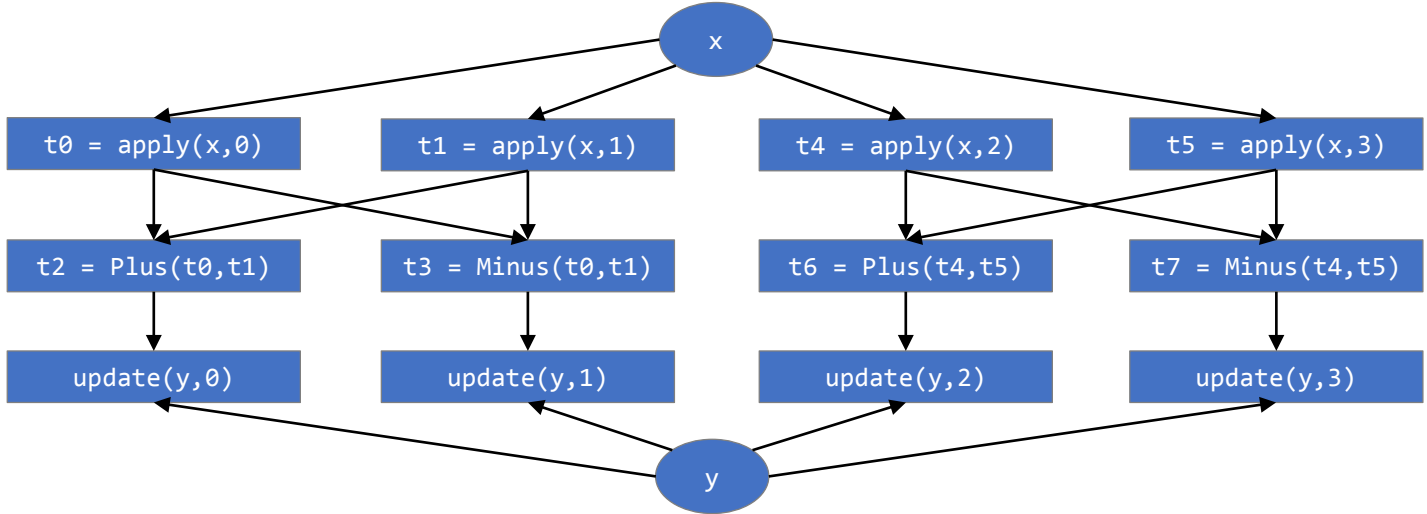 x
t0 = apply(x,0)
t1 = apply(x,1)
t4 = apply(x,2)
t5 = apply(x,3)
t2 = Plus(t0,t1)
t3 = Minus(t0,t1)
t6 = Plus(t4,t5)
t7 = Minus(t4,t5)
update(y,0)
update(y,1)
update(y,2)
update(y,3)
y